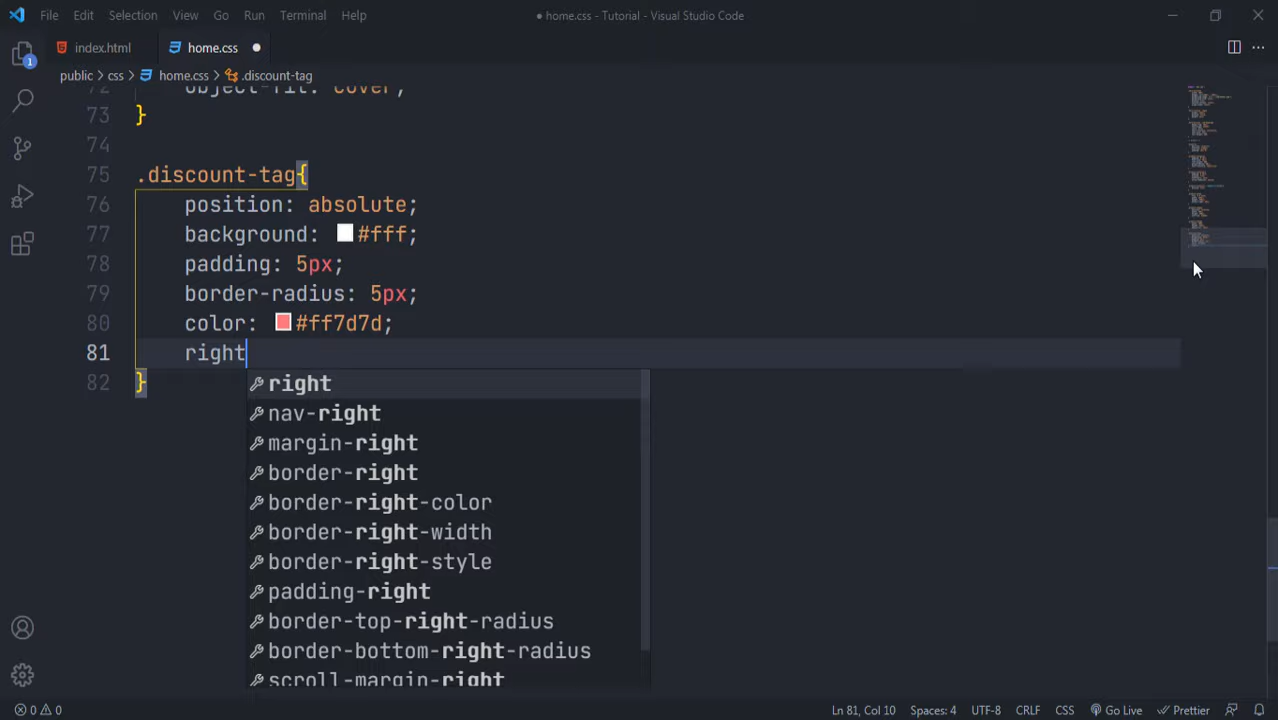 File Edit Selection View Go Run Terminal Help ● home.css - Tutorial - Visual Studio Code
index.html home.css ●
public > css > home.css > .discount-tag
72 object-fit: cover;
73 }
74
75 .discount-tag{
76 position: absolute;
77 background: #fff;
78 padding: 5px;
79 border-radius: 5px;
80 color: #ff7d7d;
81 right
82 }
right
nav-right
margin-right
border-right
border-right-color
border-right-width
border-right-style
padding-right
border-top-right-radius
border-bottom-right-radius
scroll-margin-right
1
0 0 Ln 81, Col 10 Spaces: 4 UTF-8 CRLF CSS Go Live Prettier